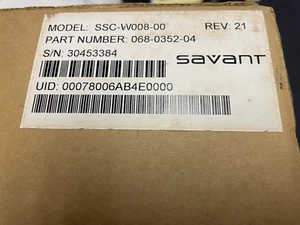 MODEL: SSC-W008-00 REV. 21
PART NUMBER: 068-0352-04
S/N: 30453384
savant
UID: 00078006AB4E0000